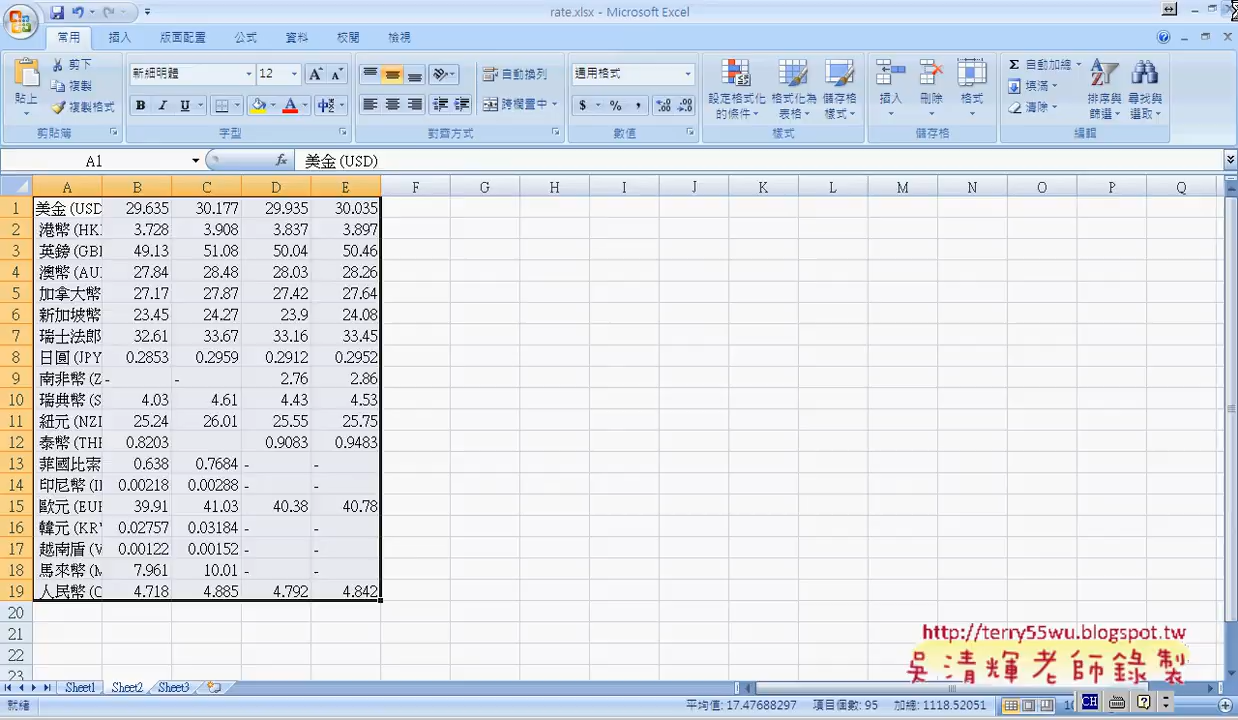 rate.xlsx - Microsoft Excel
常用 插入 版面配置 公式 資料 校閱 檢視
貼上 剪下 複製 複製格式 剪貼簿
新細明體 12 B I U 字型
自動換列 跨欄置中 對齊方式
通用格式 $ % , 數值
設定格式化的條件 格式化為表格 儲存格樣式 樣式
插入 刪除 格式 儲存格
Σ 自動加總 填滿 清除 排序與篩選 尋找與選取 編輯
A1 fx 美金 (USD)
A B C D E F G H I J K L M N O P Q
1 美金 (USD 29.635 30.177 29.935 30.035
2 港幣 (HK 3.728 3.908 3.837 3.897
3 英鎊 (GB 49.13 51.08 50.04 50.46
4 澳幣 (AU 27.84 28.48 28.03 28.26
5 加拿大幣 27.17 27.87 27.42 27.64
6 新加坡幣 23.45 24.27 23.9 24.08
7 瑞士法郎 32.61 33.67 33.16 33.45
8 日圓 (JPY 0.2853 0.2959 0.2912 0.2952
9 南非幣 (Z - - 2.76 2.86
10 瑞典幣 (S 4.03 4.61 4.43 4.53
11 紐元 (NZ 25.24 26.01 25.55 25.75
12 泰幣 (TH 0.8203 0.9083 0.9483
13 菲國比索 0.638 0.7684 - -
14 印尼幣 (I 0.00218 0.00288 - -
15 歐元 (EU 39.91 41.03 40.38 40.78
16 韓元 (KR 0.02757 0.03184 - -
17 越南盾 (V 0.00122 0.00152 - -
18 馬來幣 (M 7.961 10.01 - -
19 人民幣 (C 4.718 4.885 4.792 4.842
20
21
22
23
http://terry55wu.blogspot.tw
吳清輝老師錄製
Sheet1 Sheet2 Sheet3
就緒 平均值: 17.47688297 項目個數: 95 加總: 1118.52051 CH